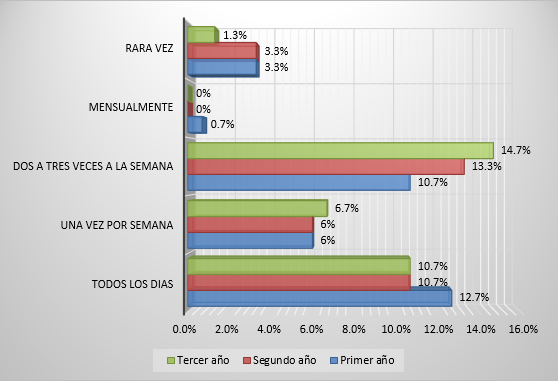 RARA VEZ
1.3%
3.3%
3.3%
MENSUALMENTE
0%
0%
0.7%
DOS A TRES VECES A LA SEMANA
14.7%
13.3%
10.7%
UNA VEZ POR SEMANA
6.7%
6%
6%
TODOS LOS DIAS
10.7%
10.7%
12.7%
0.0% 2.0% 4.0% 6.0% 8.0% 10.0% 12.0% 14.0% 16.0%
Tercer año Segundo año Primer año